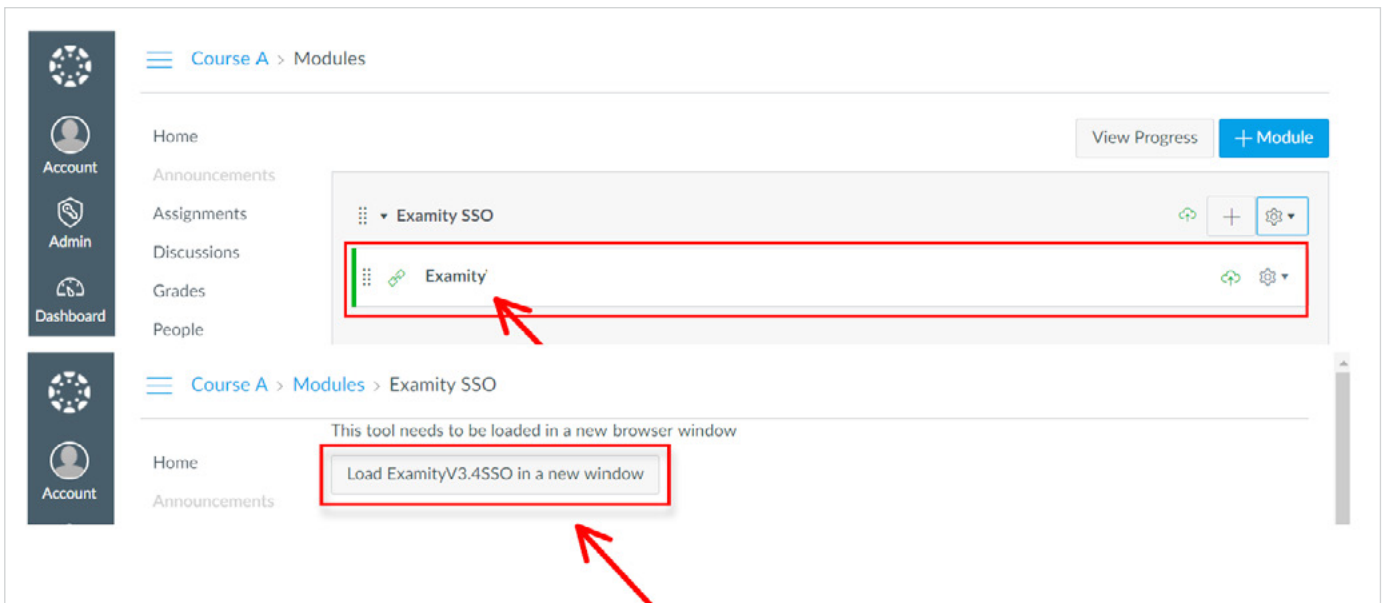 Course A > Modules
Account
Admin
Dashboard
Home
Announcements
Assignments
Discussions
Grades
People
View Progress
+ Module
Examity SSO
Examity
Course A > Modules > Examity SSO
Account
Home
Announcements
This tool needs to be loaded in a new browser window
Load ExamityV3.4SSO in a new window